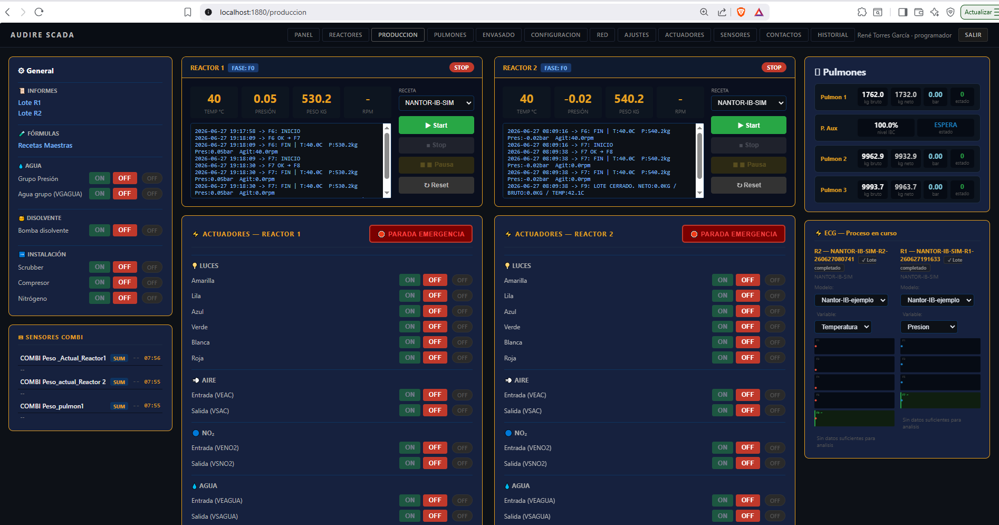 localhost:1880/produccion
Actualizar
AUDIRE SCADA
PANEL
REACTORES
PRODUCCION
PULMONES
ENVASADO
CONFIGURACION
RED
AJUSTES
ACTUADORES
SENSORES
CONTACTOS
HISTORIAL
René Torres García · programador
SALIR
General
INFORMES
Lote R1
Lote R2
FÓRMULAS
Recetas Maestras
AGUA
Grupo Presión ON OFF OFF
Agua grupo (VGAGUA) ON OFF OFF
DISOLVENTE
Bomba disolvente ON OFF OFF
INSTALACIÓN
Scrubber ON OFF OFF
Compresor ON OFF OFF
Nitrógeno ON OFF OFF
SENSORES COMBI
COMBI Peso _Actual_Reactor1 SUM -- 07:56
--
COMBI Peso_actual_Reactor 2 SUM -- 07:55
--
COMBI Peso_pulmon1 SUM -- 07:55
--
REACTOR 1 FASE: F0 STOP
40 0.05 530.2 -
TEMP °C PRESIÓN PESO KG RPM
RECETA
NANTOR-IB-SIM
Start
Stop
Pausa
Reset
2026-06-27 19:17:58 -> F6: INICIO
2026-06-27 19:18:09 -> F6 OK → F7
2026-06-27 19:18:09 -> F6: FIN | T:40.0C P:530.2kg
Pres:0.05bar Agit:40.0rpm
2026-06-27 19:18:09 -> F7: INICIO
2026-06-27 19:18:30 -> F7 OK → F8
2026-06-27 19:18:30 -> F7: FIN | T:40.0C P:530.2kg
Pres:0.05bar Agit:0.0rpm
2026-06-27 19:18:30 -> F7: FIN | T:40.0C P:530.2kg
Pres:0.05bar Agit:0.0rpm
ACTUADORES — REACTOR 1 PARADA EMERGENCIA
LUCES
Amarilla ON OFF OFF
Lila ON OFF OFF
Azul ON OFF OFF
Verde ON OFF OFF
Blanca ON OFF OFF
Roja ON OFF OFF
AIRE
Entrada (VEAC) ON OFF OFF
Salida (VSAC) ON OFF OFF
NO₂
Entrada (VENO2) ON OFF OFF
Salida (VSNO2) ON OFF OFF
AGUA
Entrada (VEAGUA) ON OFF OFF
Salida (VSAGUA) ON OFF OFF
REACTOR 2 FASE: F0 STOP
40 -0.02 540.2 -
TEMP °C PRESIÓN PESO KG RPM
RECETA
NANTOR-IB-SIM
Start
Stop
Pausa
Reset
2026-06-27 08:09:16 -> F6: FIN | T:40.0C P:540.2kg
Pres:-0.02bar Agit:40.0rpm
2026-06-27 08:09:16 -> F7: INICIO
2026-06-27 08:09:38 -> F7 OK → F8
2026-06-27 08:09:38 -> F7: FIN | T:40.0C P:540.2kg
Pres:-0.02bar Agit:0.0rpm
2026-06-27 08:09:38 -> F7: FIN | T:40.0C P:540.2kg
Pres:-0.02bar Agit:0.0rpm
2026-06-27 08:09:38 -> F9: LOTE CERRADO. NETO:0.0KG /
BRUTO:0.0KG / TEMP:42.1C
ACTUADORES — REACTOR 2 PARADA EMERGENCIA
LUCES
Amarilla ON OFF OFF
Lila ON OFF OFF
Azul ON OFF OFF
Verde ON OFF OFF
Blanca ON OFF OFF
Roja ON OFF OFF
AIRE
Entrada (VEAC) ON OFF OFF
Salida (VSAC) ON OFF OFF
NO₂
Entrada (VENO2) ON OFF OFF
Salida (VSNO2) ON OFF OFF
AGUA
Entrada (VEAGUA) ON OFF OFF
Salida (VSAGUA) ON OFF OFF
Pulmones
Pulmon 1 1762.0 1732.0 0.00 0
kg bruto kg neto bar estado
P. Aux 100.0% ESPERA
nivel IBC estado
Pulmon 2 9962.9 9932.9 0.00 0
kg bruto kg neto bar estado
Pulmon 3 9993.7 9963.7 0.00 0
kg bruto kg neto bar estado
ECG — Proceso en curso
R2 — NANTOR-IB-SIM-R2-
260627080741 ✓ Lote
completado
NANTOR-IB-SIM
Modelo:
Nantor-IB-ejemplo
Variable:
Temperatura
Sin datos suficientes para
analisis
R1 — NANTOR-IB-SIM-R1-
260627191633 ✓ Lote
completado
NANTOR-IB-SIM
Modelo:
Nantor-IB-ejemplo
Variable:
Presion
Sin datos suficientes para
analisis